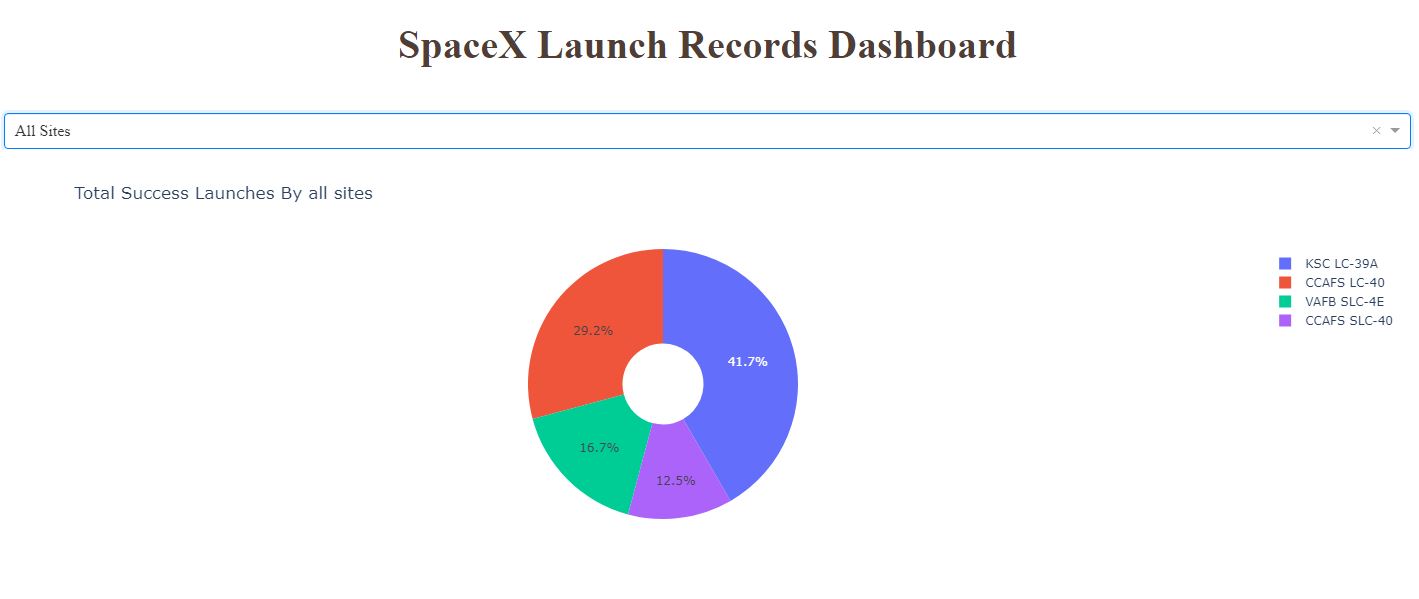 SpaceX Launch Records Dashboard
All Sites
Total Success Launches By all sites
KSC LC-39A
CCAFS LC-40
VAFB SLC-4E
CCAFS SLC-40
29.2%
41.7%
16.7%
12.5%